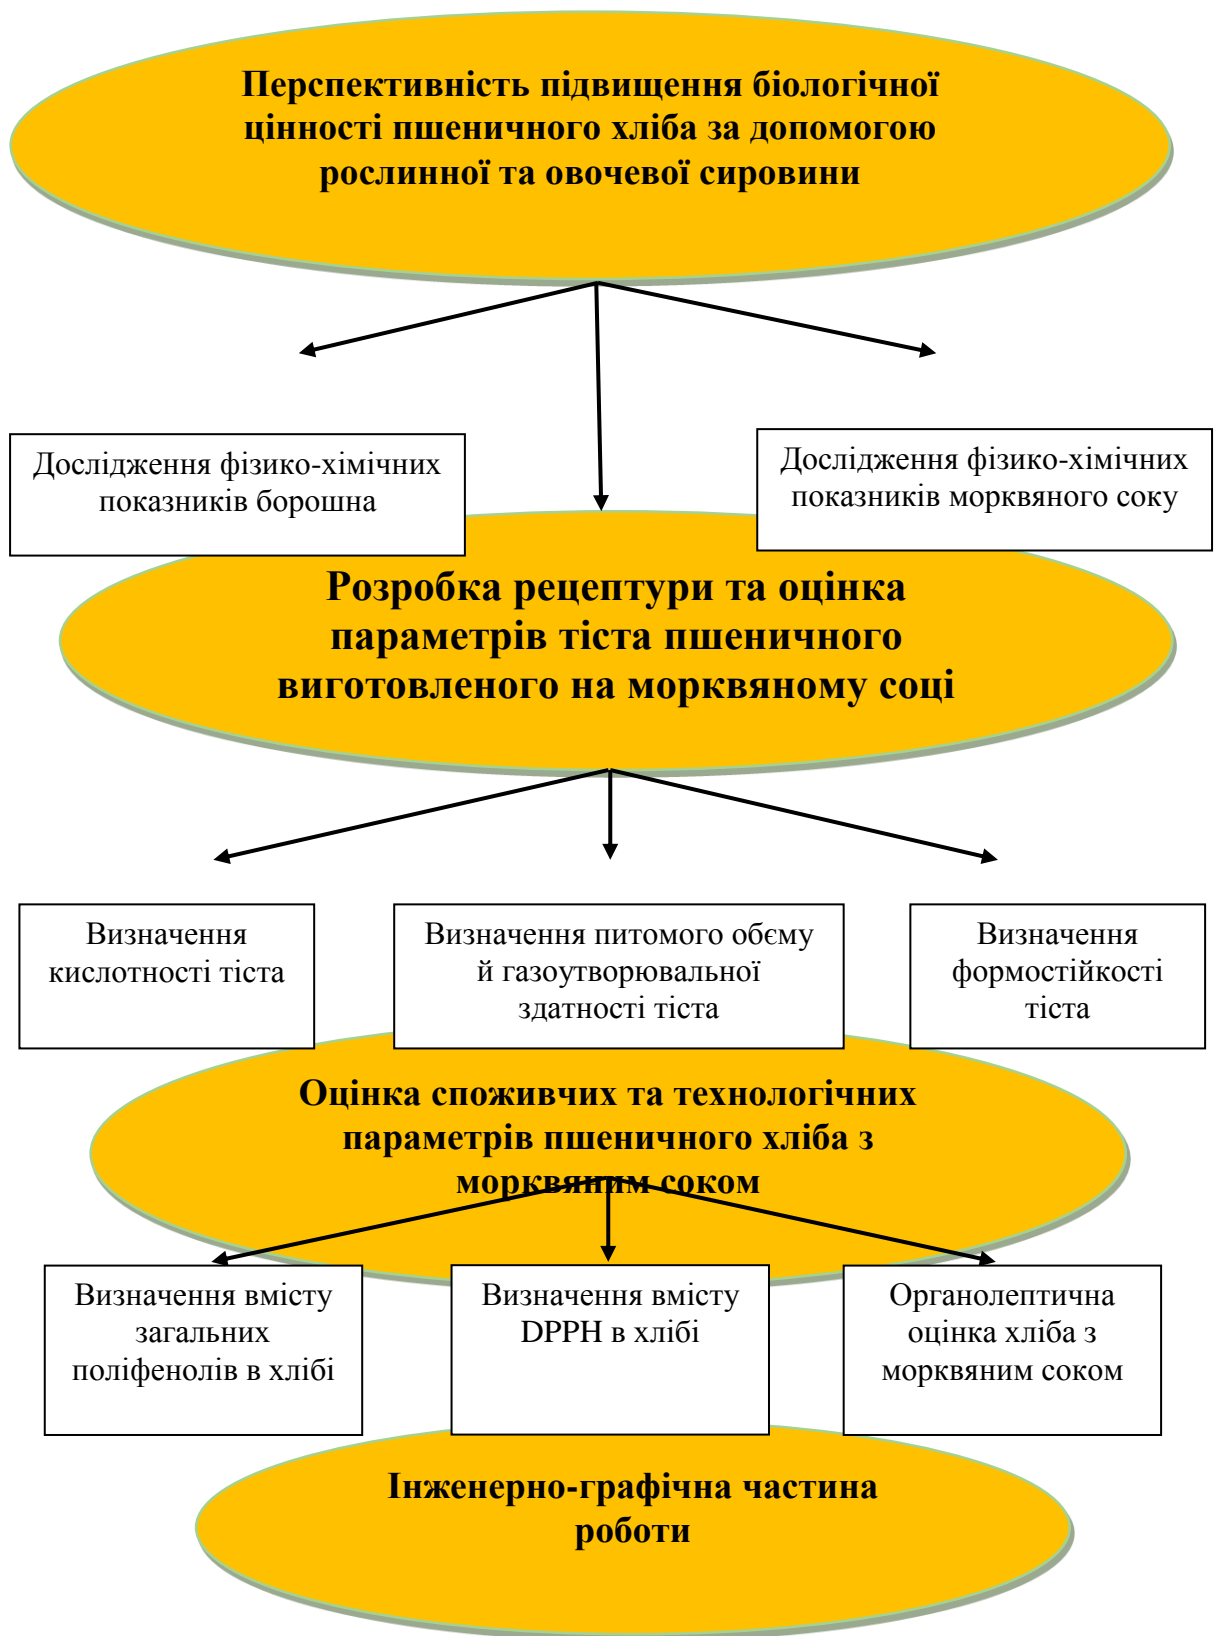 Перспективність підвищення біологічної
цінності пшеничного хліба за допомогою
рослинної та овочевої сировини
Дослідження фізико-хімічних
показників борошна
Дослідження фізико-хімічних
показників морквяного соку
Розробка рецептури та оцінка
параметрів тіста пшеничного
виготовленого на морквяному соці
Визначення
кислотності тіста
Визначення питомого обєму
й газоутворювальної
здатності тіста
Визначення
формостійкості
тіста
Оцінка споживчих та технологічних
параметрів пшеничного хліба з
морквяним соком
Визначення вмісту
загальних
поліфенолів в хлібі
Визначення вмісту
DPPH в хлібі
Органолептична
оцінка хліба з
морквяним соком
Інженерно-графічна частина
роботи